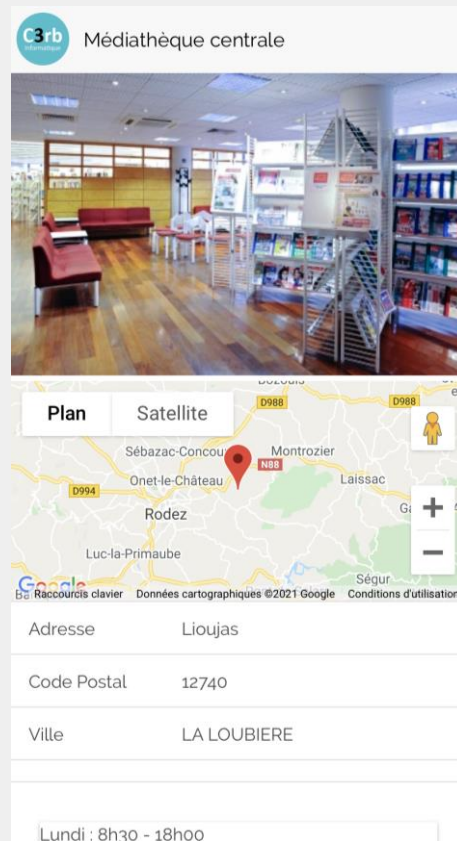 C3rb
Informatique
Médiathèque centrale
Plan
Satellite
D988
D988
Sébazac-Concou
Montrozier
N88
Onet-le-Château
Laissac
D994
Rodez
Luc-la-Primaube
Ségur
Google
Raccourcis clavier
Données cartographiques ©2021 Google
Conditions d'utilisation
Adresse
Lioujas
Code Postal
12740
Ville
LA LOUBIERE
Lundi : 8h30 - 18h00